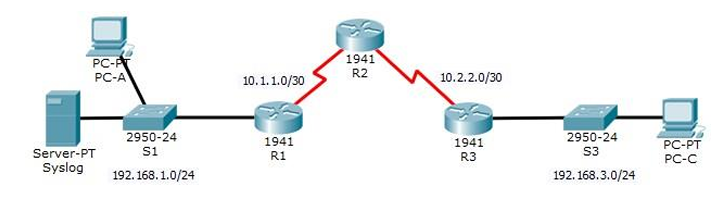 PC-PT
PC-A
Server-PT
Syslog
2950-24
S1
192.168.1.0/24
1941
R1
10.1.1.0/30
1941
R2
10.2.2.0/30
1941
R3
2950-24
S3
192.168.3.0/24
PC-PT
PC-C